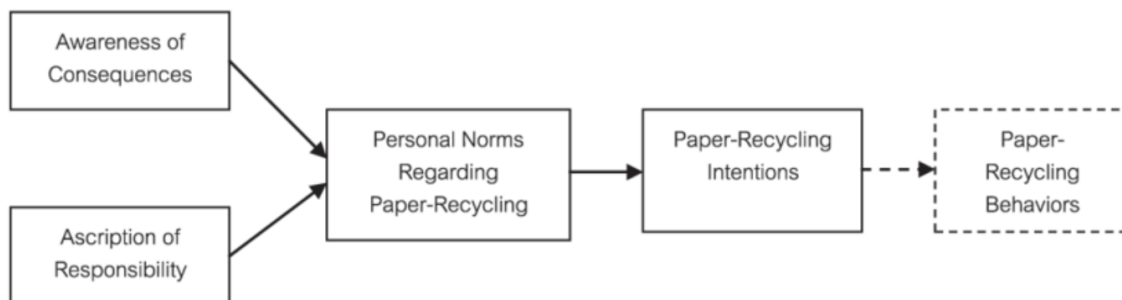 Awareness of
Consequences
Ascription of
Responsibility
Personal Norms
Regarding
Paper-Recycling
Paper-Recycling
Intentions
Paper-
Recycling
Behaviors